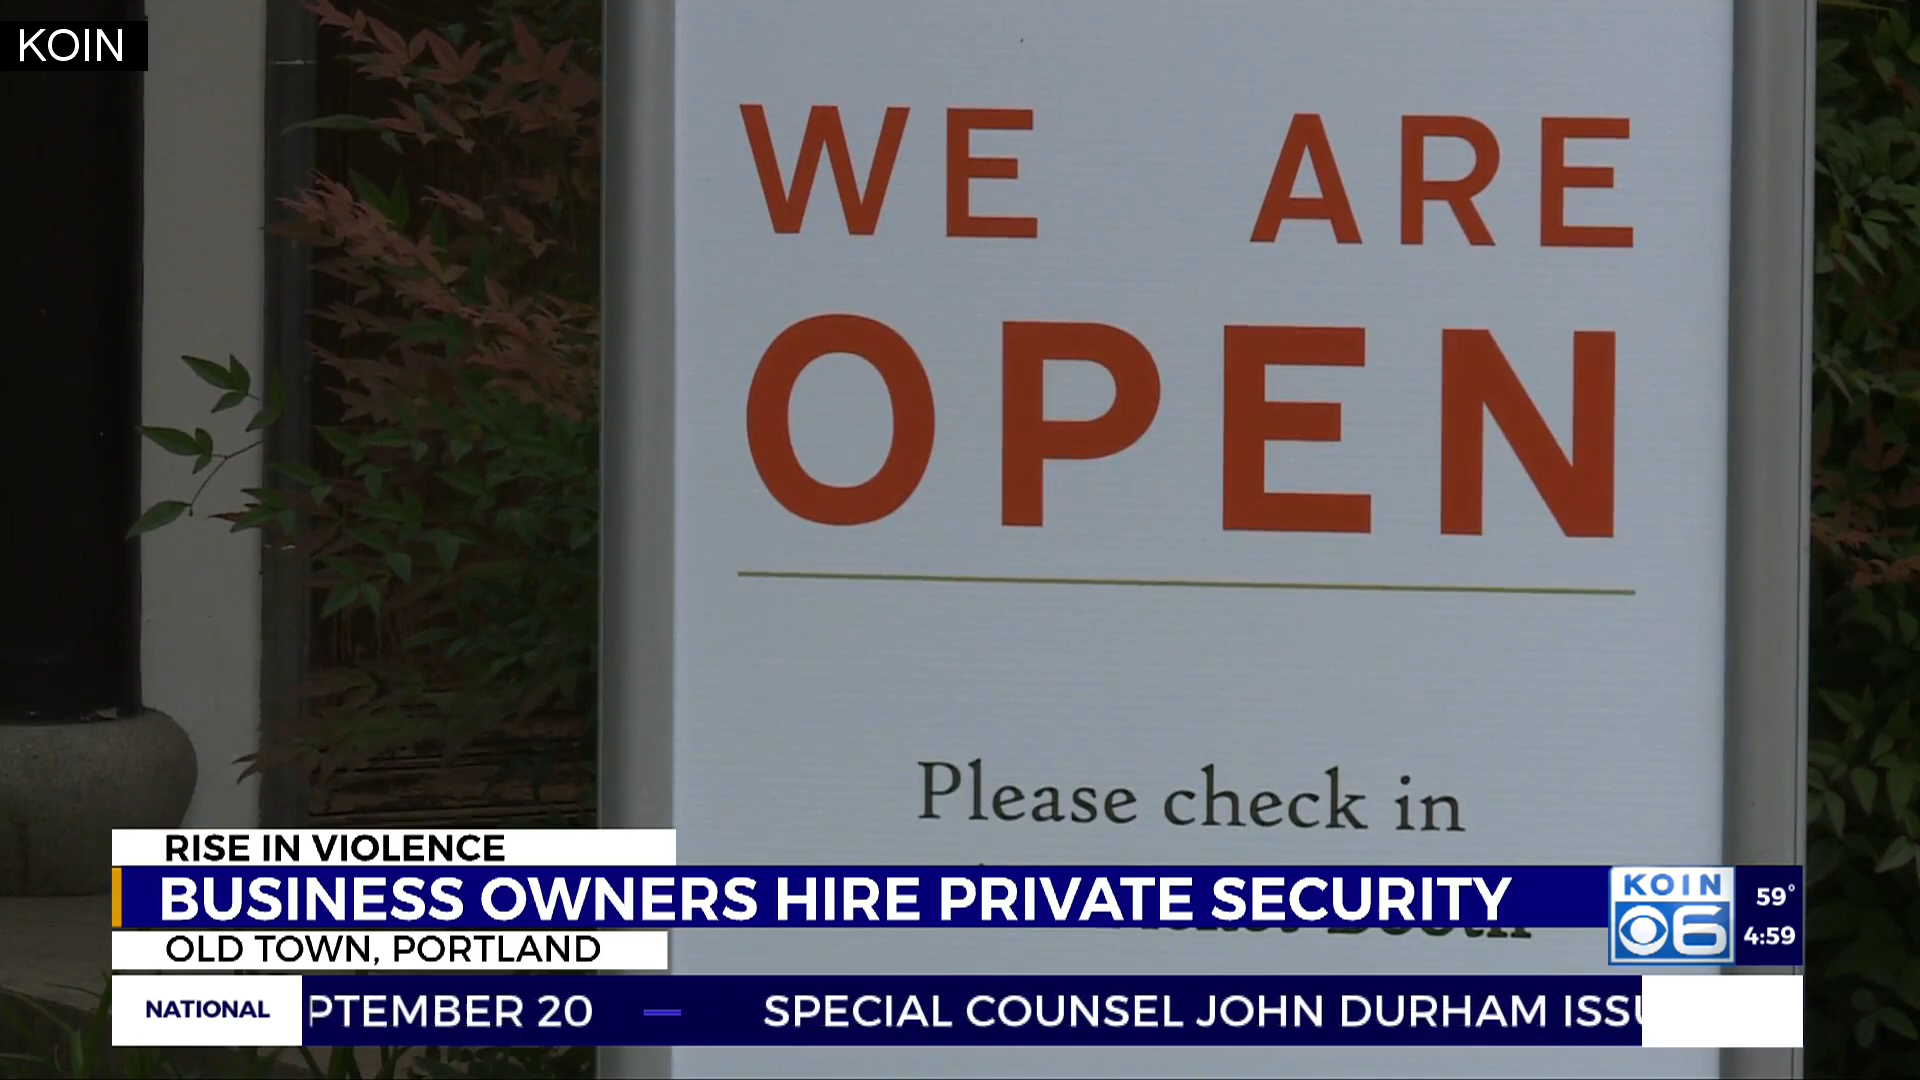 KOIN
WE ARE
OPEN
Please check in
RISE IN VIOLENCE
BUSINESS OWNERS HIRE PRIVATE SECURITY
OLD TOWN, PORTLAND
KOIN
6
59°
4:59
NATIONAL
PTEMBER 20 — SPECIAL COUNSEL JOHN DURHAM ISSU